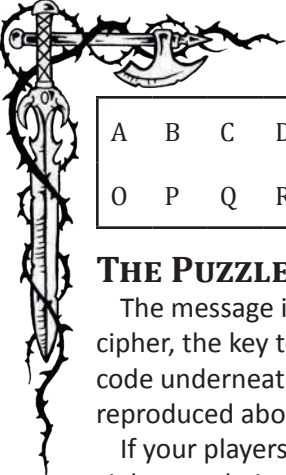 A B C D
O P Q R
THE PUZZLE
The message i
cipher, the key t
code underneat
reproduced abo
If your players